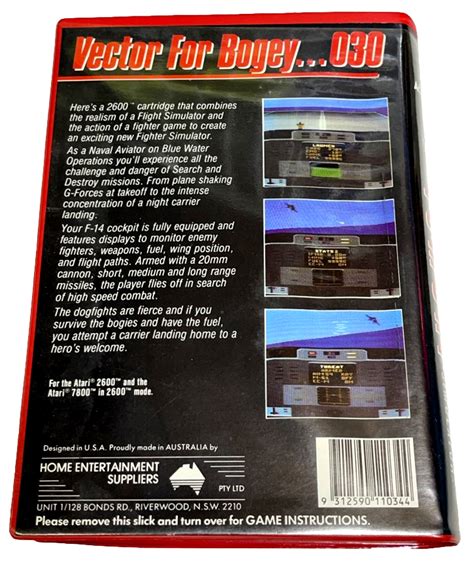 Vector For Bogey...030
Here's a 2600™ cartridge that combines
the realism of a Flight Simulator and
the action of a fighter game to create
an exciting new Fighter Simulator.
As a Naval Aviator on Blue Water
Operations you'll experience all the
challenge and danger of Search and
Destroy missions. From plane shaking
G-Forces at takeoff to the intense
concentration of a night carrier
landing.
Your F-14 cockpit is fully equipped and
features displays to monitor enemy
fighters, weapons, fuel, wing position,
and flight paths. Armed with a 20mm
cannon, short, medium and long range
missiles, the player flies off in search
of high speed combat.
The dogfights are fierce and if you
survive the bogies and have the fuel,
you attempt a carrier landing home to a
hero's welcome.
For the Atari® 2600™ and the
Atari® 7800™ in 2600™ mode.
LAUNCH
STATUS
THREAT
Designed in U.S.A. Proudly made in AUSTRALIA by
HOME ENTERTAINMENT
SUPPLIERS
PTY LTD
UNIT 1/128 BONDS RD., RIVERWOOD, N.S.W. 2210
9 312590 110344
Please remove this slick and turn over for GAME INSTRUCTIONS.